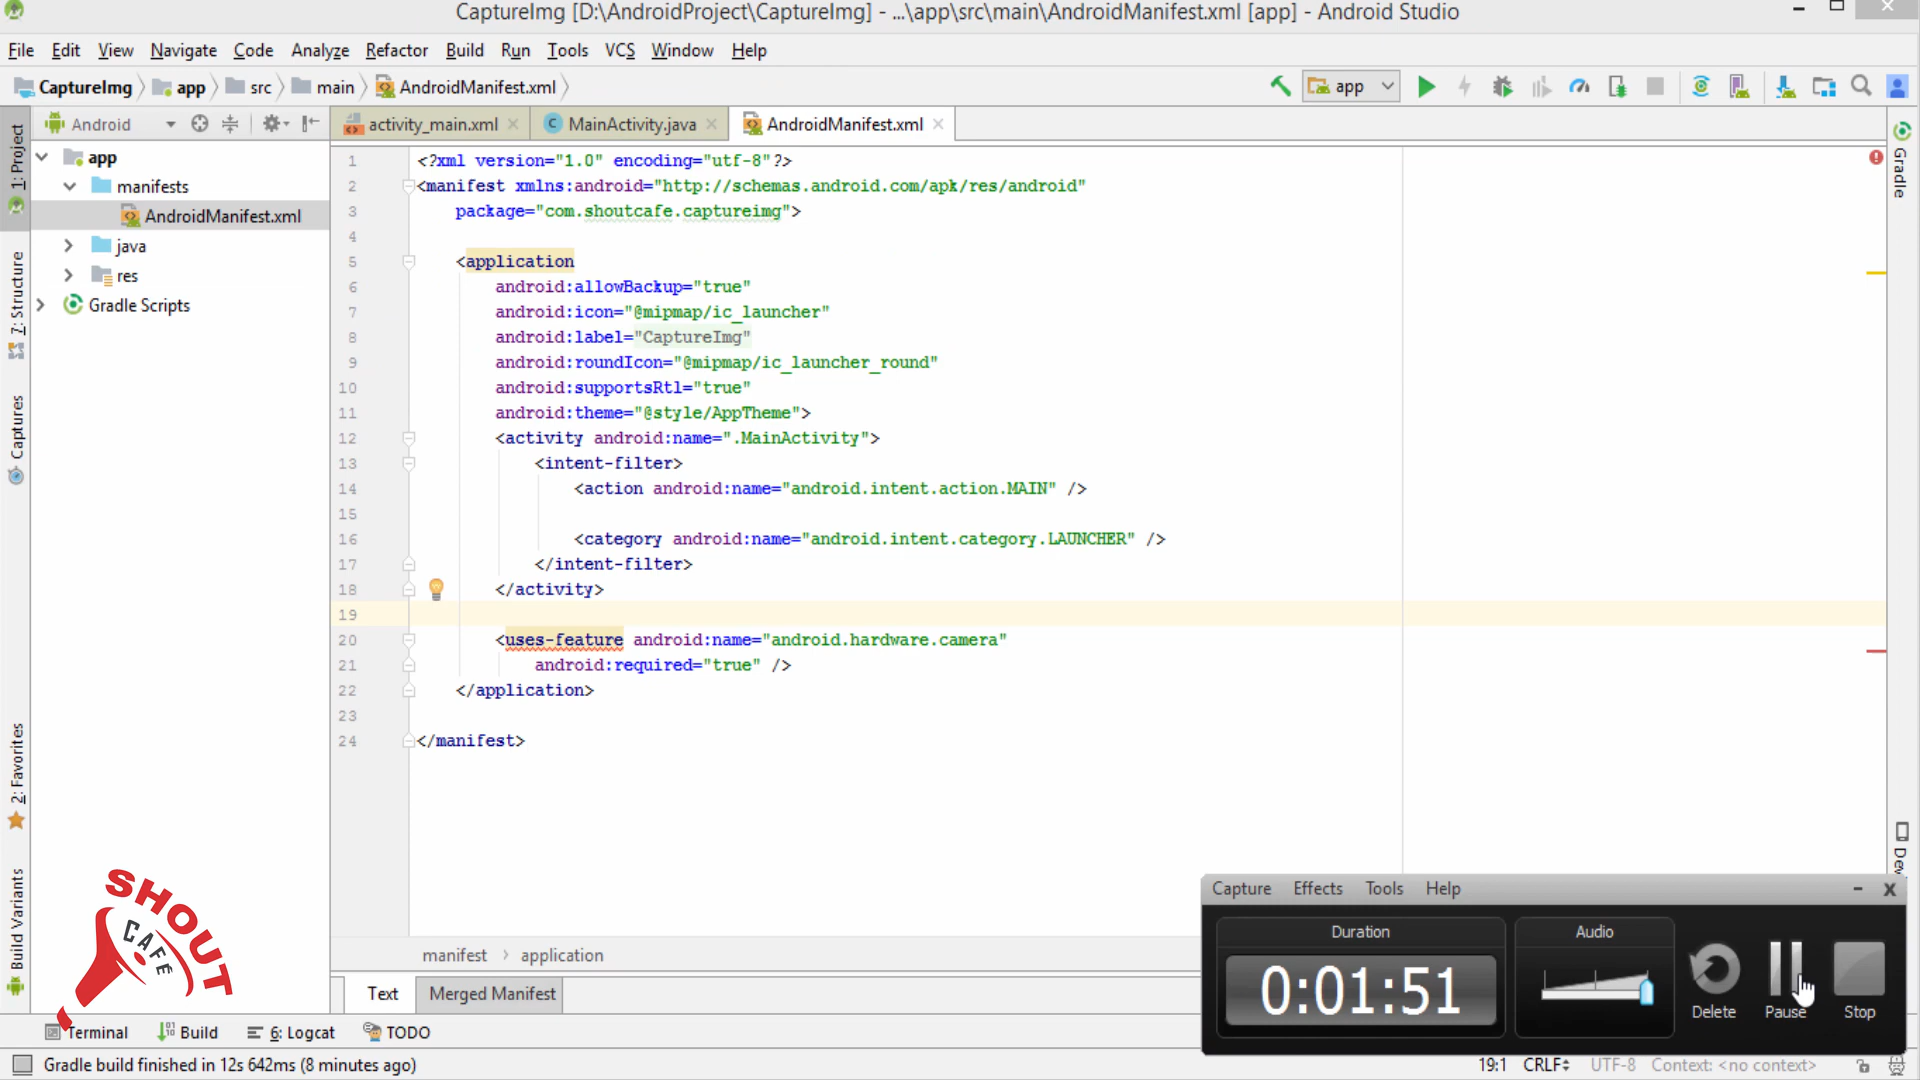 CaptureImg [D:\AndroidProject\CaptureImg] - ...\app\src\main\AndroidManifest.xml [app] - Android Studio
File Edit View Navigate Code Analyze Refactor Build Run Tools VCS Window Help
CaptureImg app src main AndroidManifest.xml app
1: Project
Android
activity_main.xml MainActivity.java AndroidManifest.xml
Gradle
app
manifests
AndroidManifest.xml
java
res
Gradle Scripts
7: Structure
Captures
2: Favorites
Build Variants
1 <?xml version="1.0" encoding="utf-8"?>
2 <manifest xmlns:android="http://schemas.android.com/apk/res/android"
3 package="com.shoutcafe.captureimg">
4
5 <application
6 android:allowBackup="true"
7 android:icon="@mipmap/ic_launcher"
8 android:label="CaptureImg"
9 android:roundIcon="@mipmap/ic_launcher_round"
10 android:supportsRtl="true"
11 android:theme="@style/AppTheme">
12 <activity android:name=".MainActivity">
13 <intent-filter>
14 <action android:name="android.intent.action.MAIN" />
15
16 <category android:name="android.intent.category.LAUNCHER" />
17 </intent-filter>
18 </activity>
19
20 <uses-feature android:name="android.hardware.camera"
21 android:required="true" />
22 </application>
23
24 </manifest>
SHOUT
CAFE
manifest > application
Text Merged Manifest
Capture Effects Tools Help
Duration
0:01:51
Audio
Delete
Pause
Stop
Terminal Build 6: Logcat TODO
Gradle build finished in 12s 642ms (8 minutes ago)
19:1 CRLF UTF-8 Context: <no context>